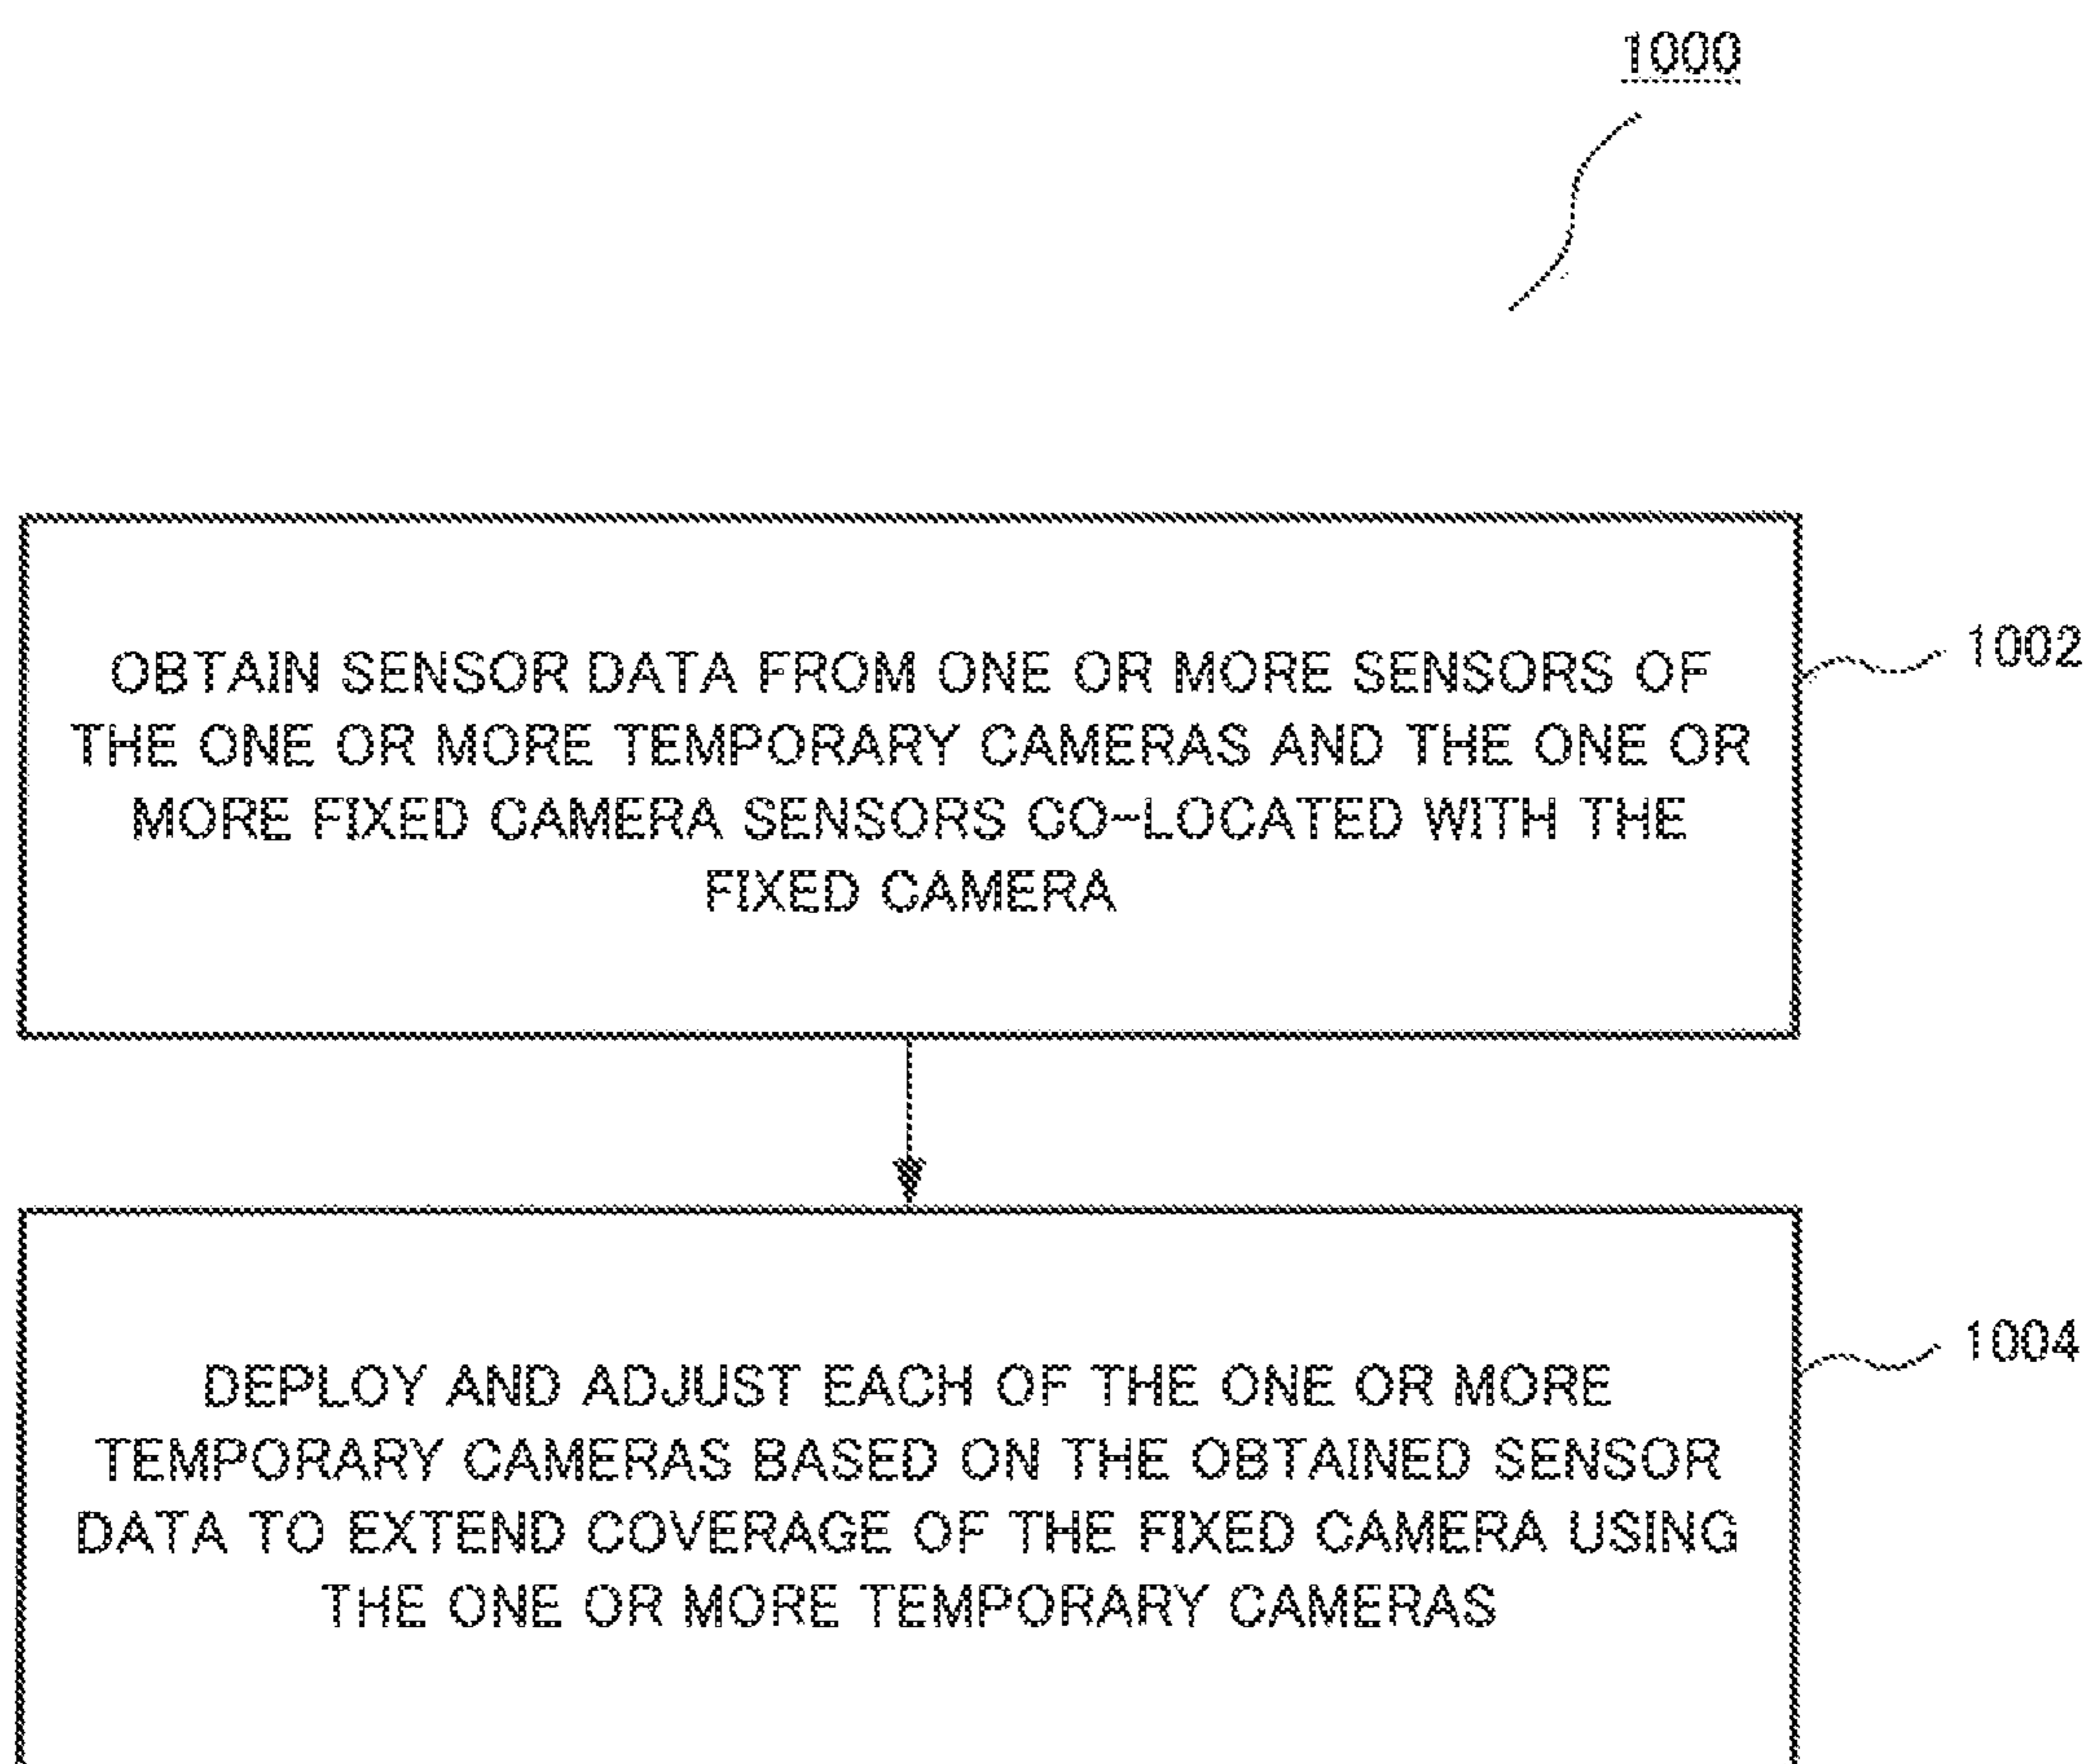 1000
OBTAIN SENSOR DATA FROM ONE OR MORE SENSORS OF
THE ONE OR MORE TEMPORARY CAMERAS AND THE ONE OR
MORE FIXED CAMERA SENSORS CO-LOCATED WITH THE
FIXED CAMERA
1002
DEPLOY AND ADJUST EACH OF THE ONE OR MORE
TEMPORARY CAMERAS BASED ON THE OBTAINED SENSOR
DATA TO EXTEND COVERAGE OF THE FIXED CAMERA USING
THE ONE OR MORE TEMPORARY CAMERAS
1004